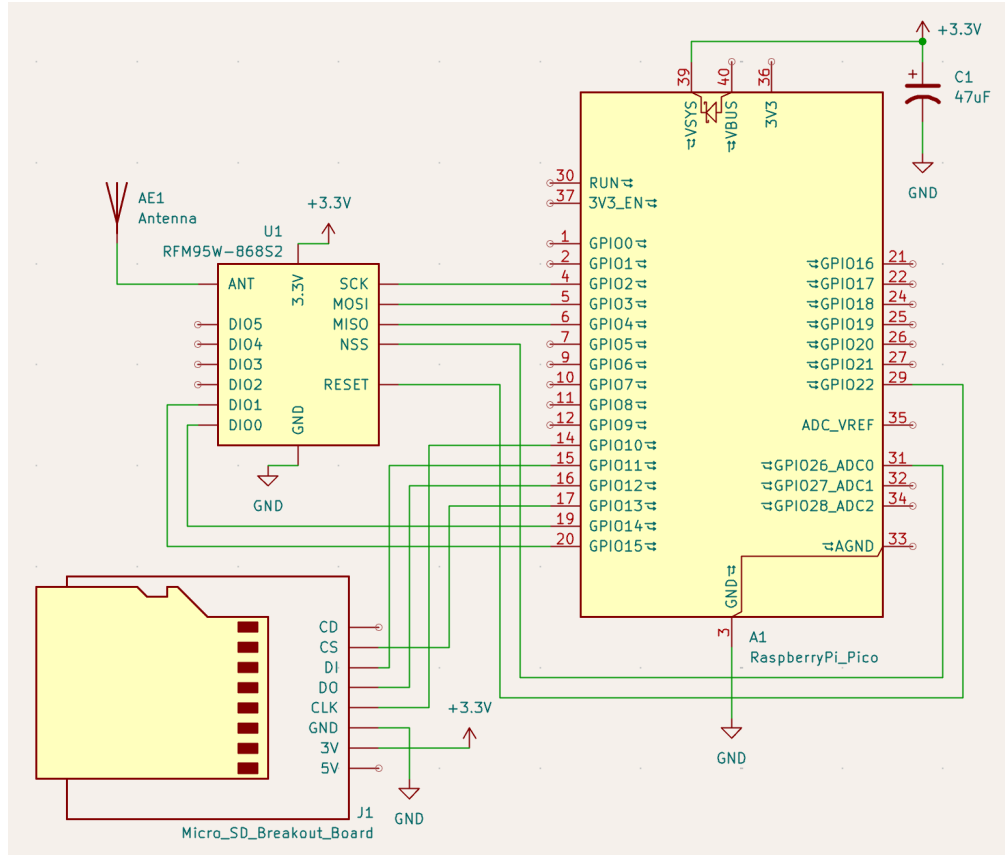 +3.3V
C1
47uF
GND
39
40
36
VSYS
VBUS
3V3
AE1
Antenna
+3.3V
U1
RFM95W-868S2
ANT
3.3V
SCK
MOSI
DIO5
MISO
DIO4
NSS
DIO3
DIO2
RESET
DIO1
DIO0
GND
GND
30
RUN
37
3V3_EN
1
GPIO0
2
GPIO1
4
GPIO2
5
GPIO3
6
GPIO4
7
GPIO5
9
GPIO6
10
GPIO7
11
GPIO8
12
GPIO9
14
GPIO10
15
GPIO11
16
GPIO12
17
GPIO13
19
GPIO14
20
GPIO15
GPIO16
21
GPIO17
22
GPIO18
24
GPIO19
25
GPIO20
26
GPIO21
27
GPIO22
29
ADC_VREF
35
GPIO26_ADC0
31
GPIO27_ADC1
32
GPIO28_ADC2
34
AGND
33
GND
3
A1
RaspberryPi_Pico
GND
CD
CS
DI
DO
CLK
GND
3V
5V
+3.3V
GND
J1
Micro_SD_Breakout_Board